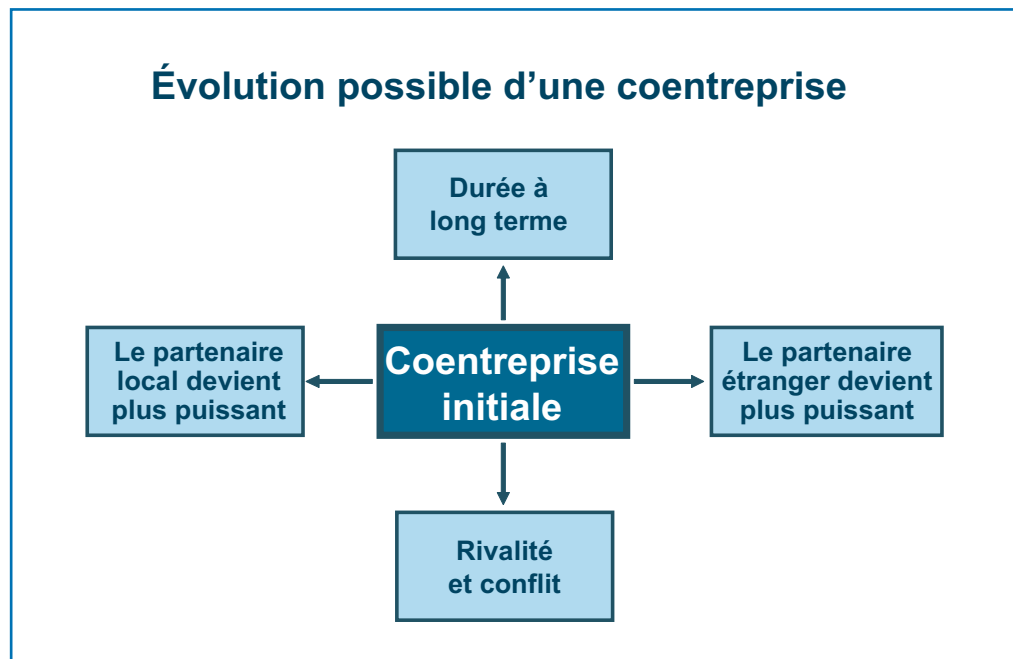 Évolution possible d’une coentreprise
Durée à
long terme
Le partenaire
local devient
plus puissant
Coentreprise
initiale
Le partenaire
étranger devient
plus puissant
Rivalité
et conflit